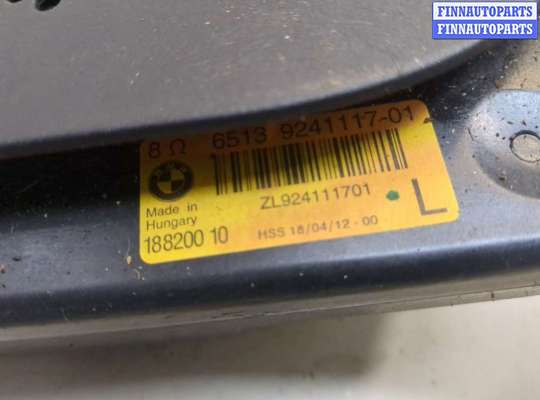 FINNAUTOPARTS
FINNAUTOPARTS
8 Ω 6513 9241117-01
ZL924111701
Made in
Hungary
L
188200 10
HSS 18/04/12-00